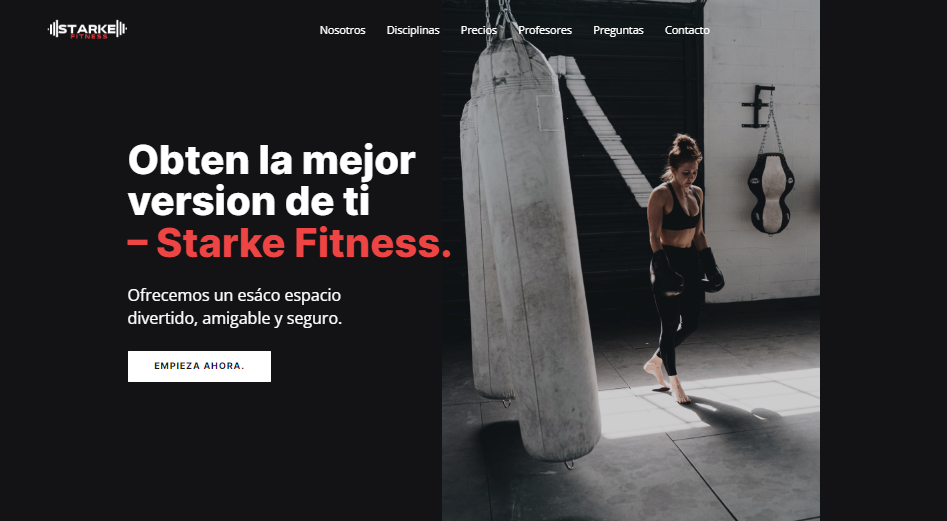 STARKE
FITNESS
Nosotros Disciplinas Precios Profesores Preguntas Contacto
Obten la mejor
version de ti
– Starke Fitness.
Ofrecemos un esáco espacio
divertido, amigable y seguro.
EMPIEZA AHORA.